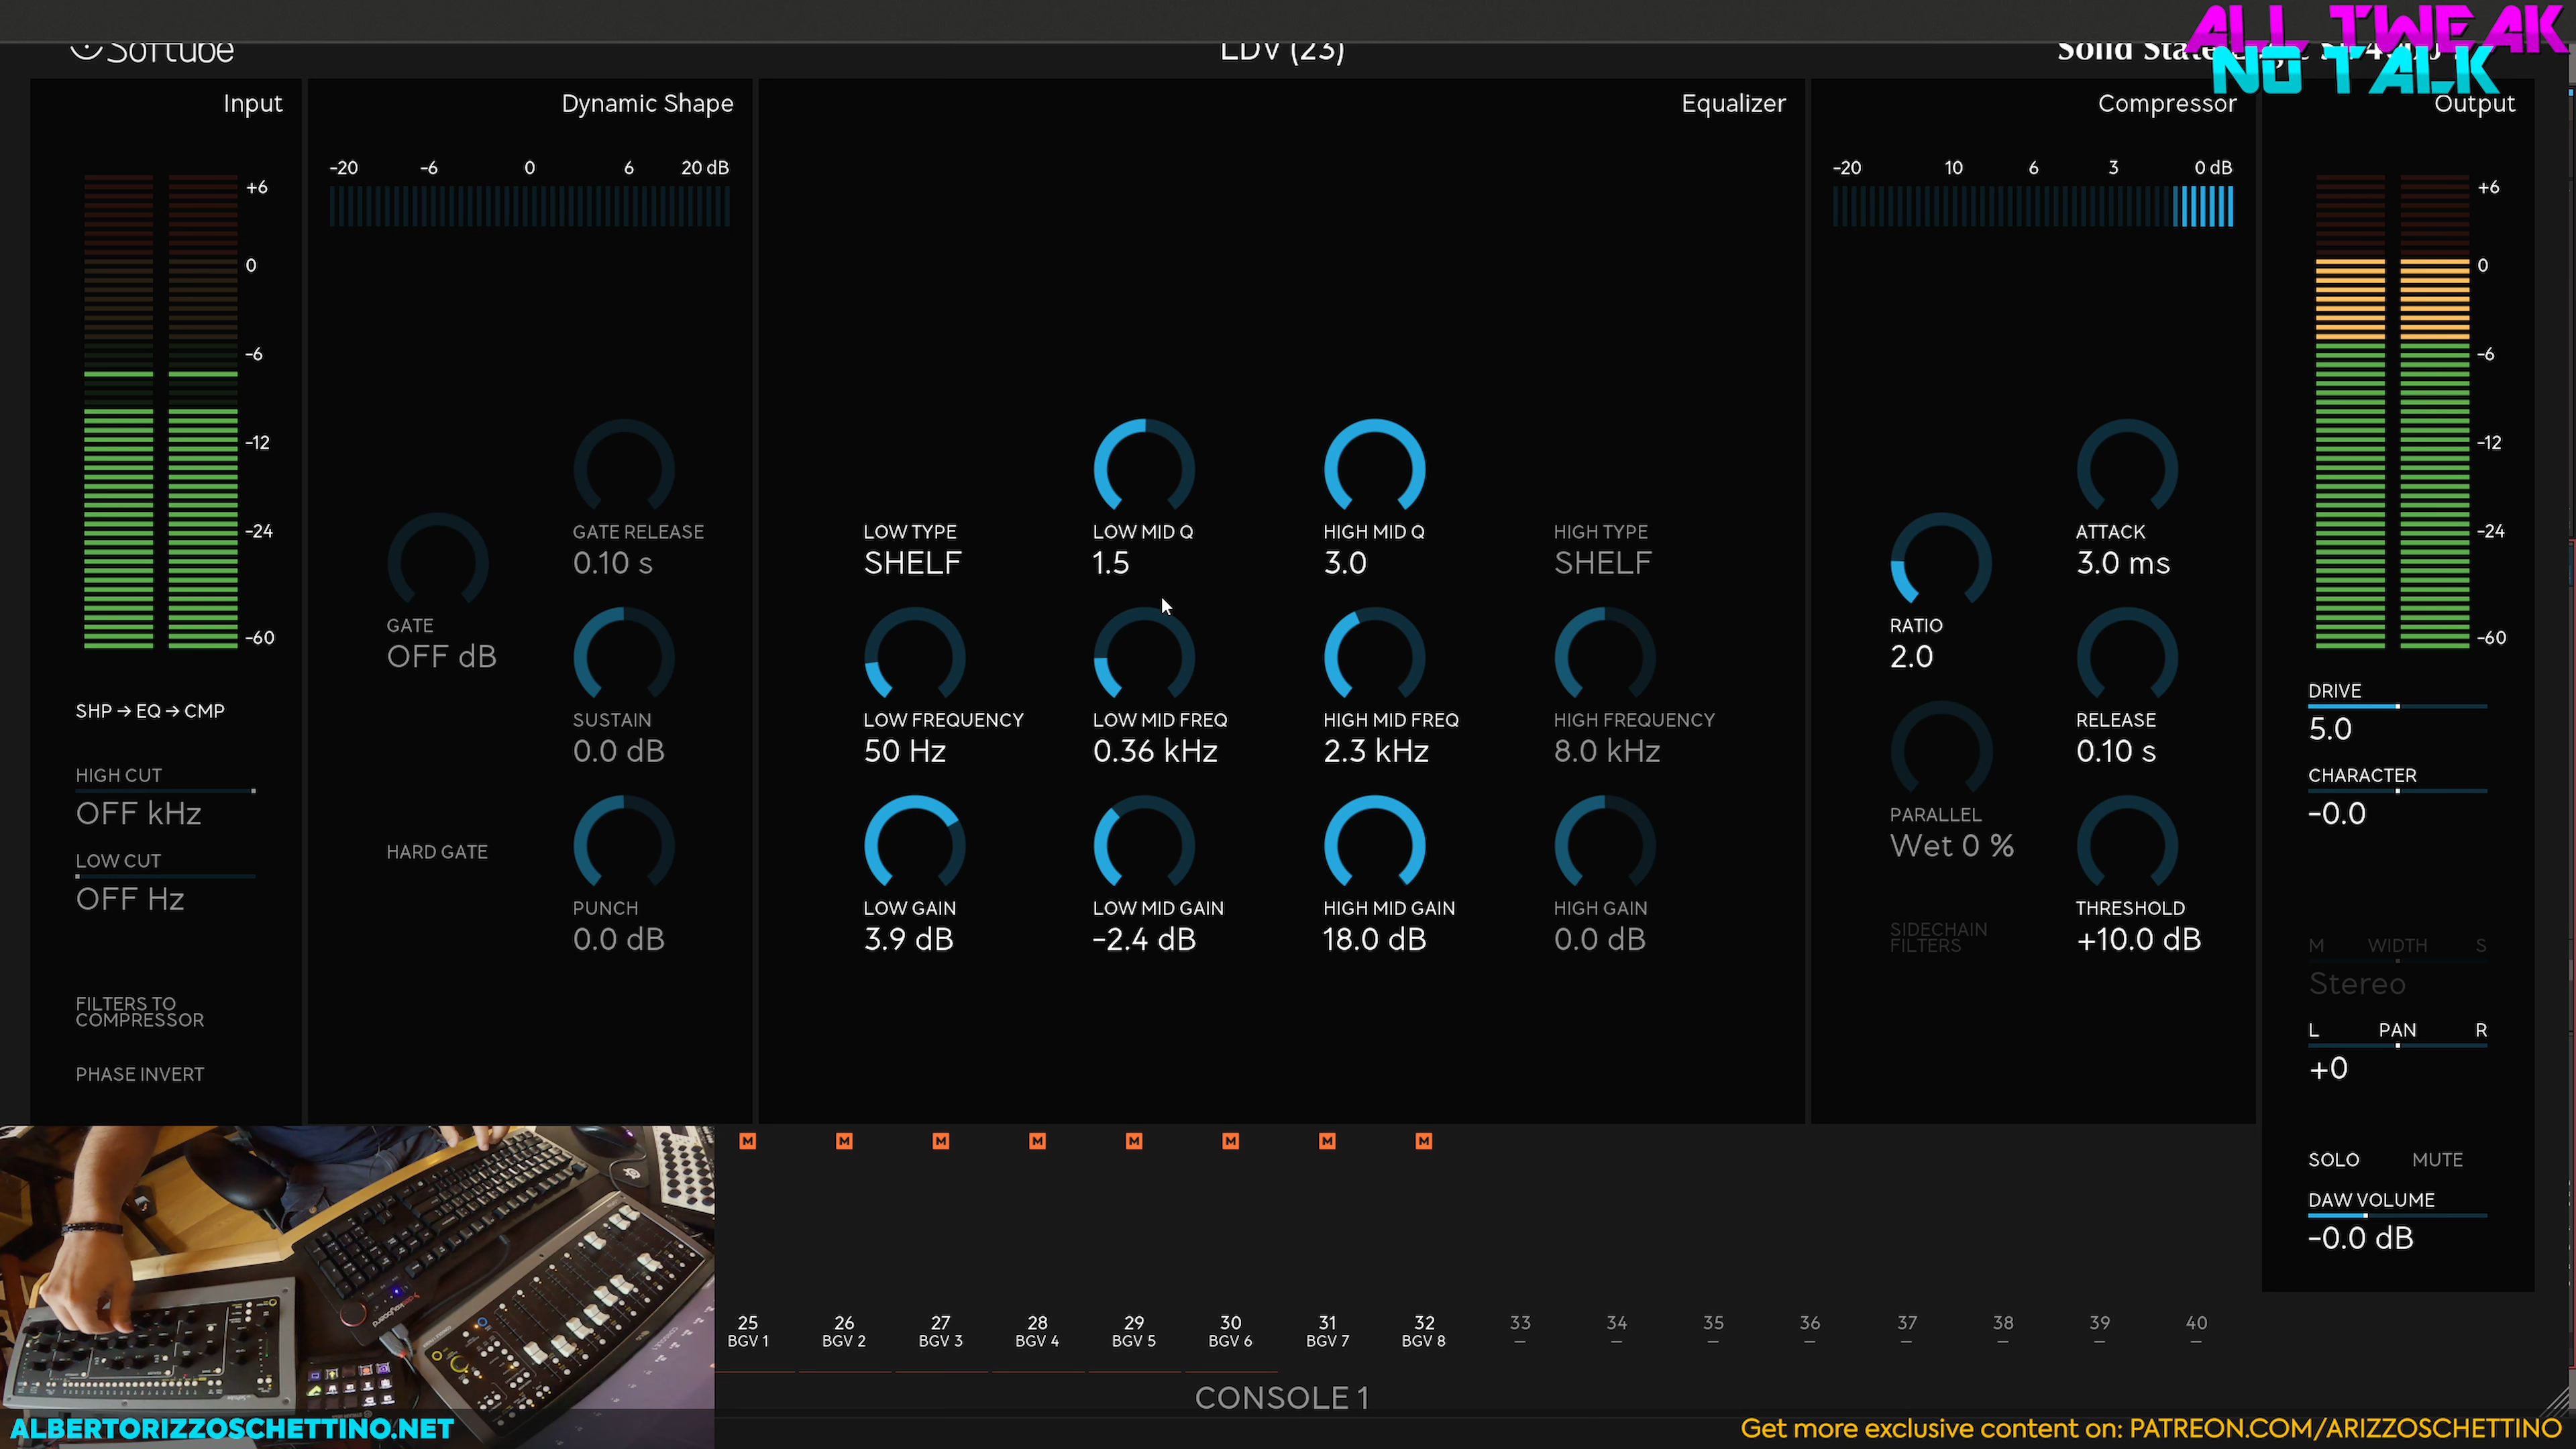 Softube
LDV (23)
Solid State
ALL TWEAK
NO TALK
Input
Dynamic Shape
Equalizer
Compressor
Output
-20 -6 0 6 20 dB
-20 10 6 3 0 dB
+6
0
-6
-12
-24
-60
+6
0
-6
-12
-24
-60
SHP → EQ → CMP
HIGH CUT
OFF kHz
LOW CUT
OFF Hz
FILTERS TO
COMPRESSOR
PHASE INVERT
GATE
OFF dB
HARD GATE
GATE RELEASE
0.10 s
SUSTAIN
0.0 dB
PUNCH
0.0 dB
LOW TYPE
SHELF
LOW MID Q
1.5
HIGH MID Q
3.0
HIGH TYPE
SHELF
LOW FREQUENCY
50 Hz
LOW MID FREQ
0.36 kHz
HIGH MID FREQ
2.3 kHz
HIGH FREQUENCY
8.0 kHz
LOW GAIN
3.9 dB
LOW MID GAIN
-2.4 dB
HIGH MID GAIN
18.0 dB
HIGH GAIN
0.0 dB
RATIO
2.0
PARALLEL
Wet 0 %
SIDECHAIN
FILTERS
ATTACK
3.0 ms
RELEASE
0.10 s
THRESHOLD
+10.0 dB
DRIVE
5.0
CHARACTER
-0.0
M WIDTH S
Stereo
L PAN R
+0
SOLO MUTE
DAW VOLUME
-0.0 dB
M M M M M M M M
25 26 27 28 29 30 31 32 33 34 35 36 37 38 39 40
BGV 1 BGV 2 BGV 3 BGV 4 BGV 5 BGV 6 BGV 7 BGV 8
CONSOLE 1
ALBERTORIZZOSCHETTINO.NET
Get more exclusive content on: PATREON.COM/ARIZZOSCHETTINO